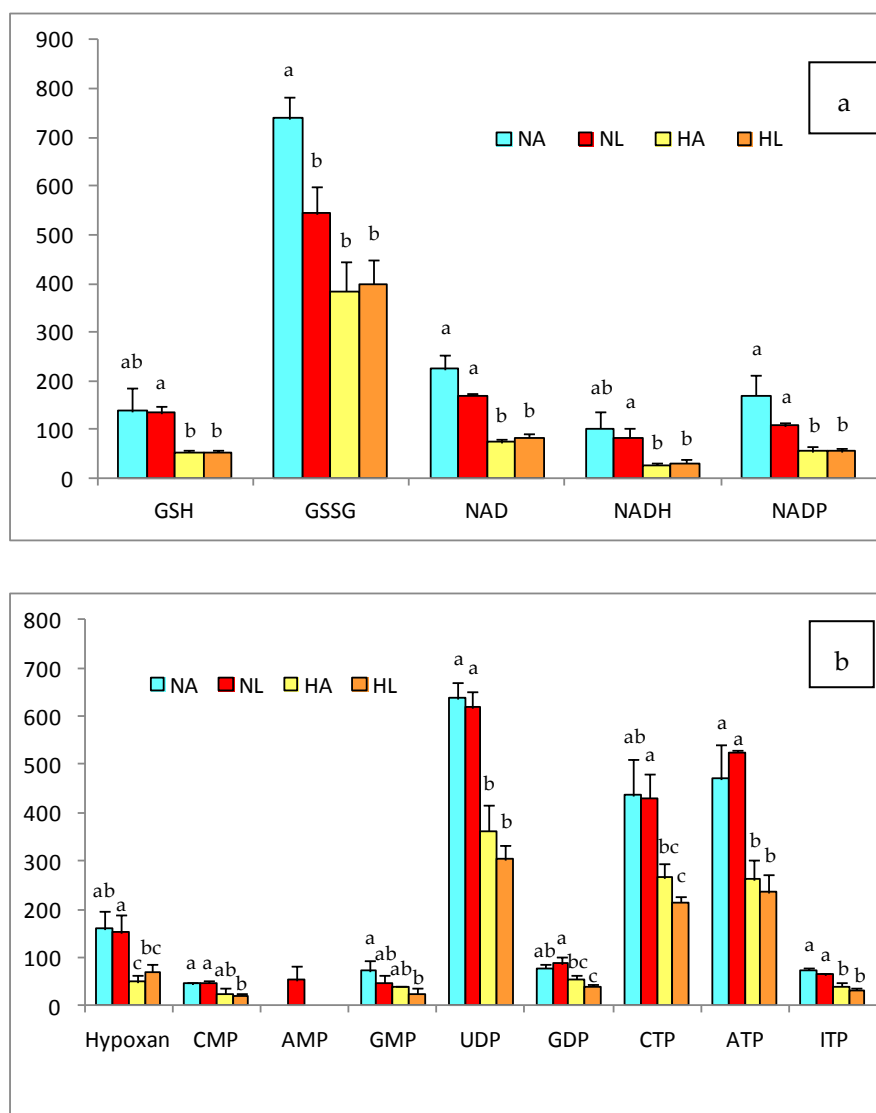 900
a
800
a
700
NA NL HA HL
b
600
500
b b
400
300
a
a
200
ab a
a
ab a
b b
100
b b
b b
b b
0
GSH GSSG NAD NADH NADP
800
b
700
NA NL HA HL
a a
600
ab a
a a
500
400
b
b
bc
c
b
b
300
200
ab a
c bc
100
a a ab b
a ab ab b
ab a bc c
a a b b
0
Hypoxan CMP AMP GMP UDP GDP CTP ATP ITP